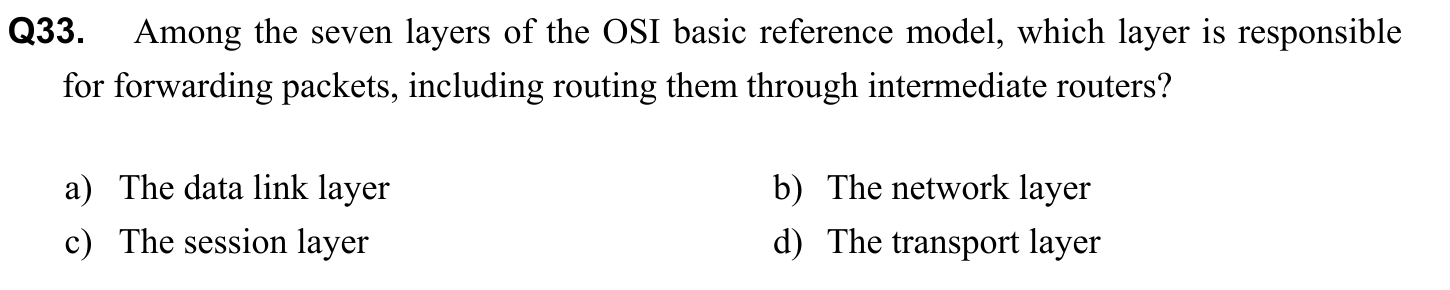 Q33. Among the seven layers of the OSI basic reference model, which layer is responsible
for forwarding packets, including routing them through intermediate routers?
a) The data link layer b) The network layer
c) The session layer d) The transport layer